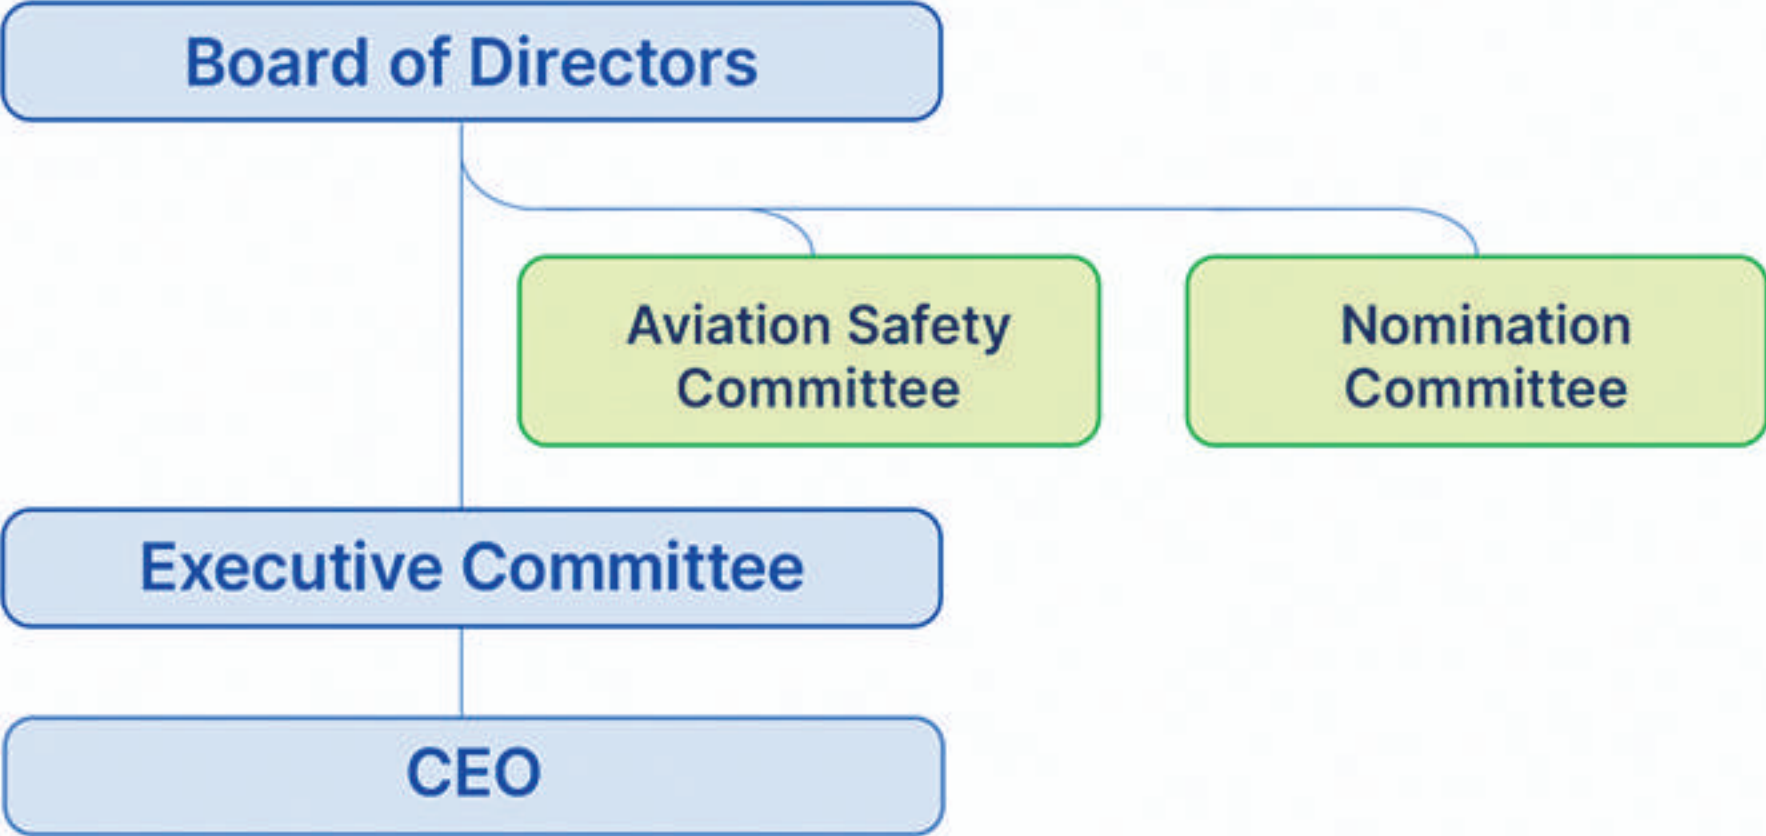 Board of Directors
Aviation Safety
Committee
Nomination
Committee
Executive Committee
CEO